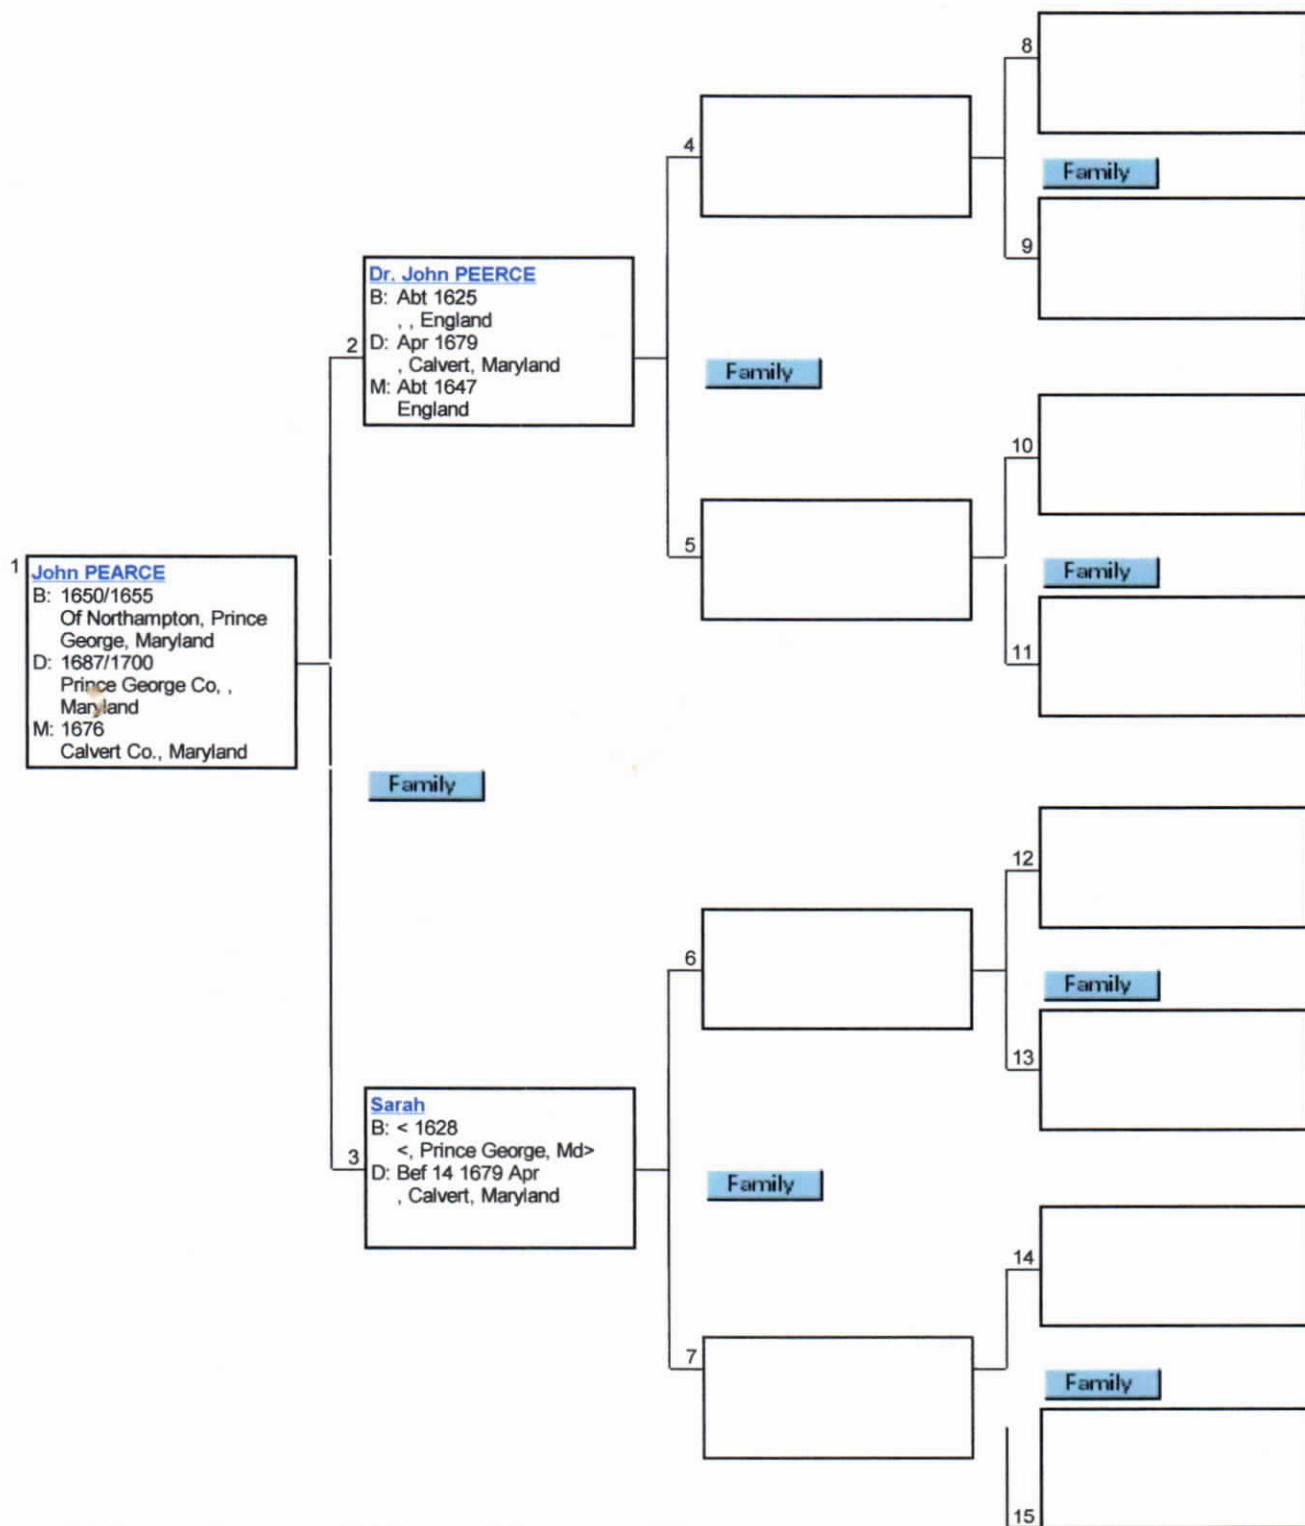 8
4
Family
9
Dr. John PEERCE
B: Abt 1625
, , England
2
D: Apr 1679
, Calvert, Maryland
M: Abt 1647
England
Family
10
5
1
John PEARCE
B: 1650/1655
Of Northampton, Prince
George, Maryland
D: 1687/1700
Prince George Co, ,
Maryland
M: 1676
Calvert Co., Maryland
Family
11
Family
12
6
Family
13
Sarah
B: < 1628
<, Prince George, Md>
3
D: Bef 14 1679 Apr
, Calvert, Maryland
Family
14
7
Family
15